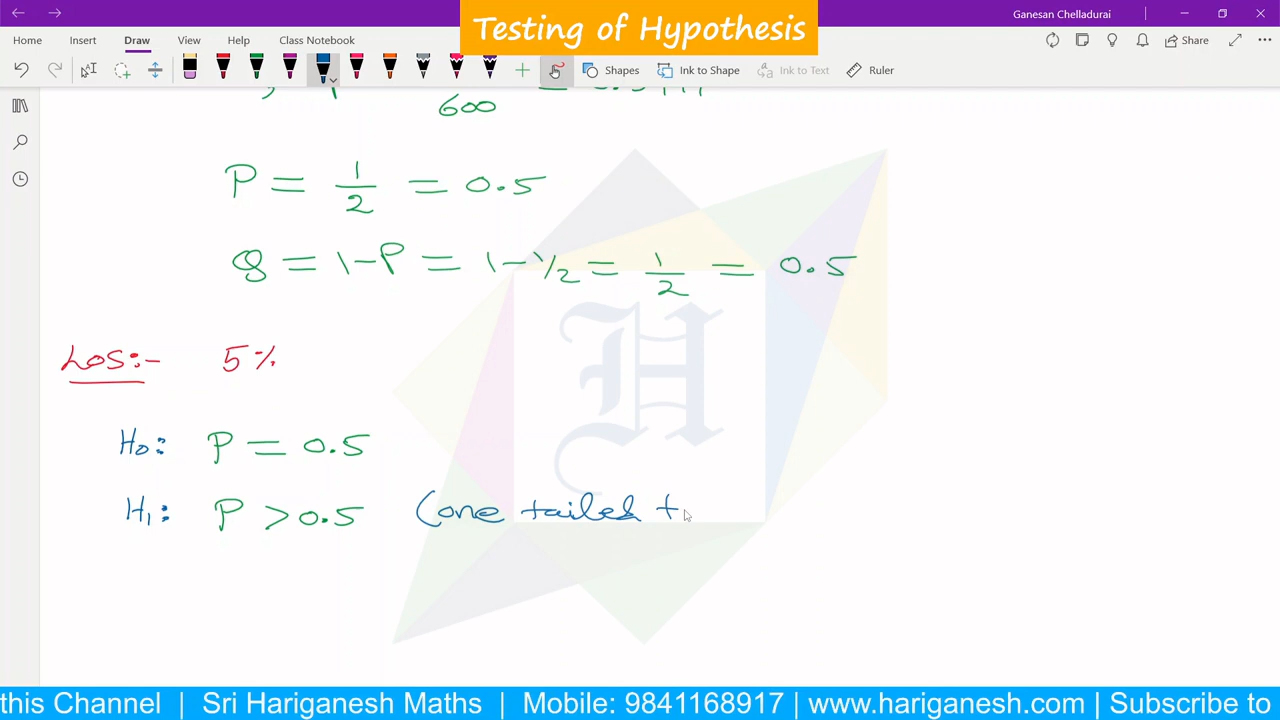 Testing of Hypothesis
Ganesan Chelladurai
Home Insert Draw View Help Class Notebook
Share
Shapes Ink to Shape Ink to Text Ruler
600
P = 1/2 = 0.5
Q = 1-P = 1-1/2 = 1/2 = 0.5
LOS:- 5%
H0: P = 0.5
H1: P > 0.5 (one tailed t
H
this Channel | Sri Hariganesh Maths | Mobile: 9841168917 | www.hariganesh.com | Subscribe to